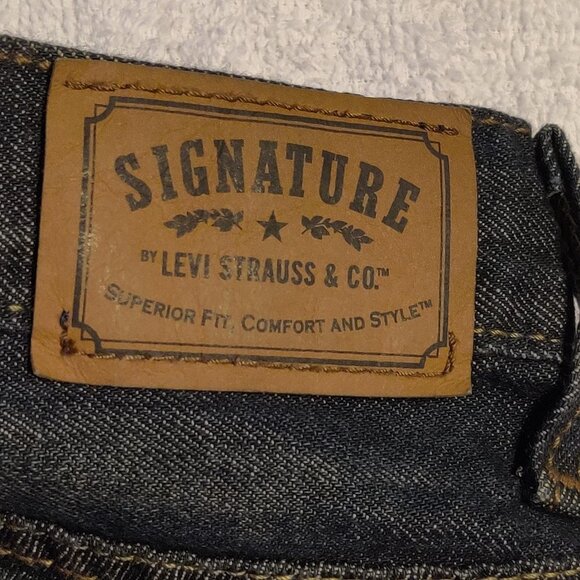 SIGNATURE
BY LEVI STRAUSS & CO.™
SUPERIOR FIT, COMFORT AND STYLE™